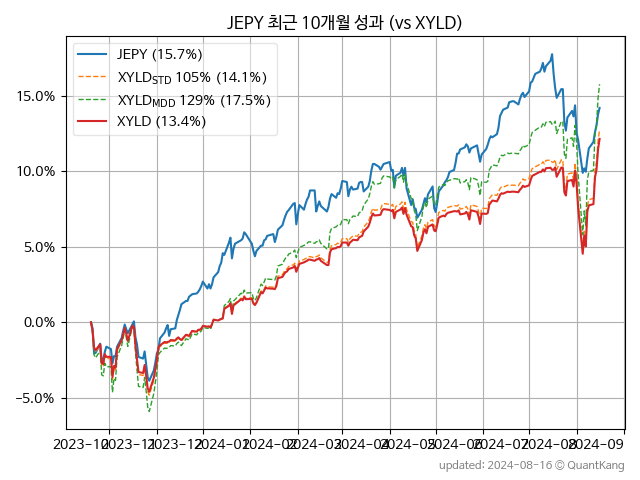 JEPY 최근 10개월 성과 (vs XYLD)
JEPY (15.7%)
XYLD_STD 105% (14.1%)
XYLD_MDD 129% (17.5%)
XYLD (13.4%)
15.0%
10.0%
5.0%
0.0%
−5.0%
2023-10 2023-11 2023-12 2024-01 2024-02 2024-03 2024-04 2024-05 2024-06 2024-07 2024-08 2024-09
updated: 2024-08-16 © QuantKang